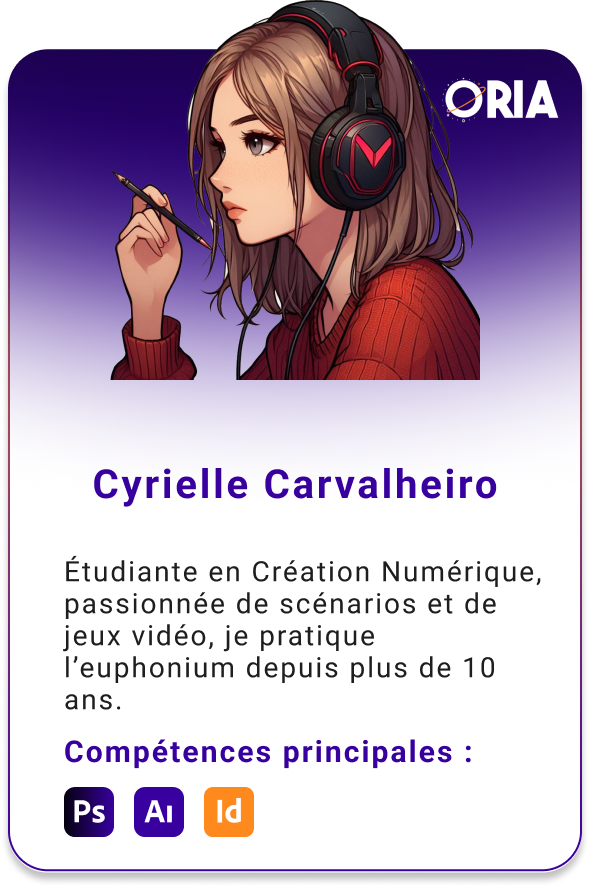 ORIA
Cyrielle Carvalheiro
Étudiante en Création Numérique,
passionnée de scénarios et de
jeux vidéo, je pratique
l’euphonium depuis plus de 10
ans.
Compétences principales :
Ps Aı Id